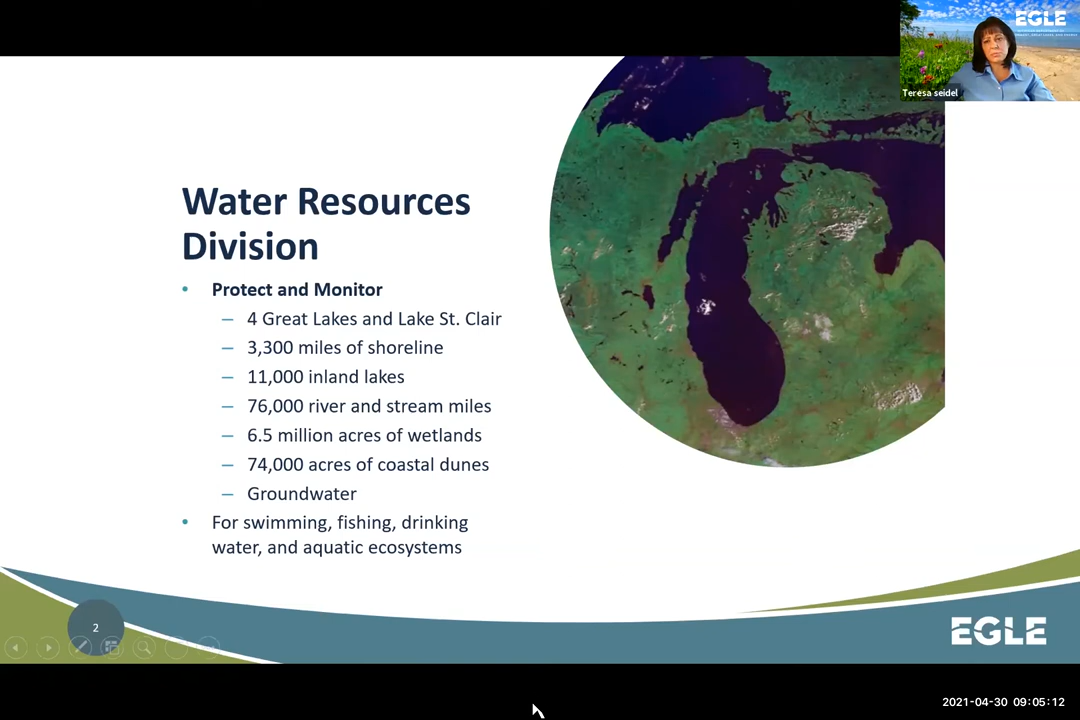 EGLE
Teresa seidel
Water Resources
Division
• Protect and Monitor
– 4 Great Lakes and Lake St. Clair
– 3,300 miles of shoreline
– 11,000 inland lakes
– 76,000 river and stream miles
– 6.5 million acres of wetlands
– 74,000 acres of coastal dunes
– Groundwater
• For swimming, fishing, drinking
water, and aquatic ecosystems
2
EGLE
2021-04-30 09:05:12